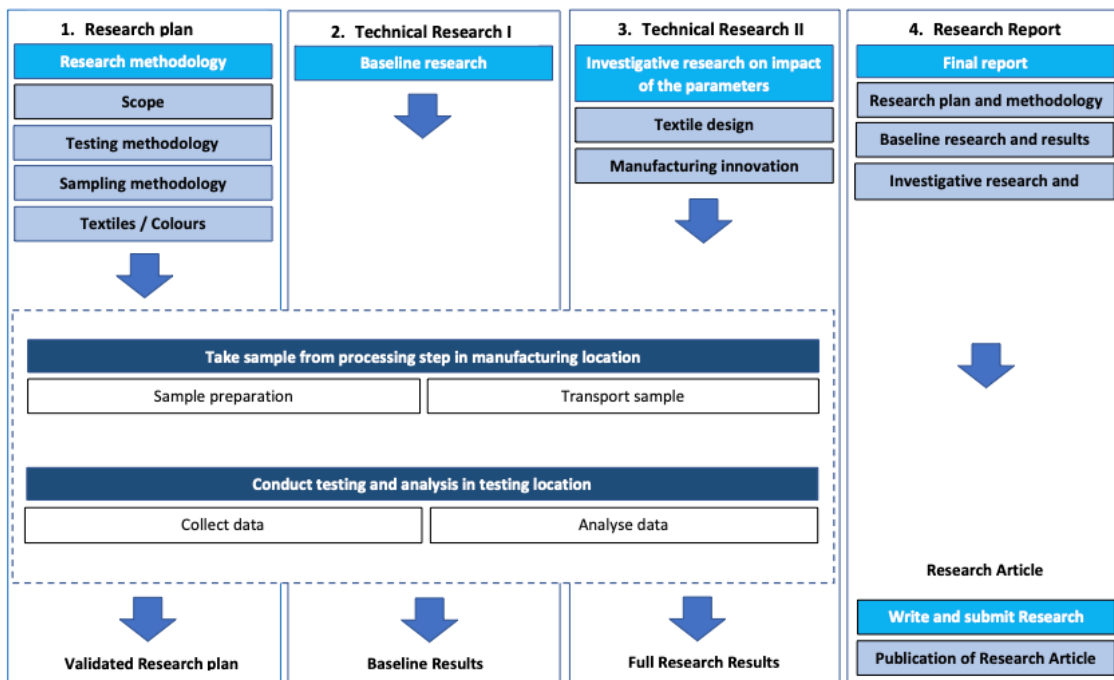 1. Research plan
Research methodology
Scope
Testing methodology
Sampling methodology
Textiles / Colours
2. Technical Research I
Baseline research
3. Technical Research II
Investigative research on impact
of the parameters
Textile design
Manufacturing innovation
4. Research Report
Final report
Research plan and methodology
Baseline research and results
Investigative research and
Take sample from processing step in manufacturing location
Sample preparation
Transport sample
Conduct testing and analysis in testing location
Collect data
Analyse data
Validated Research plan
Baseline Results
Full Research Results
Research Article
Write and submit Research
Publication of Research Article